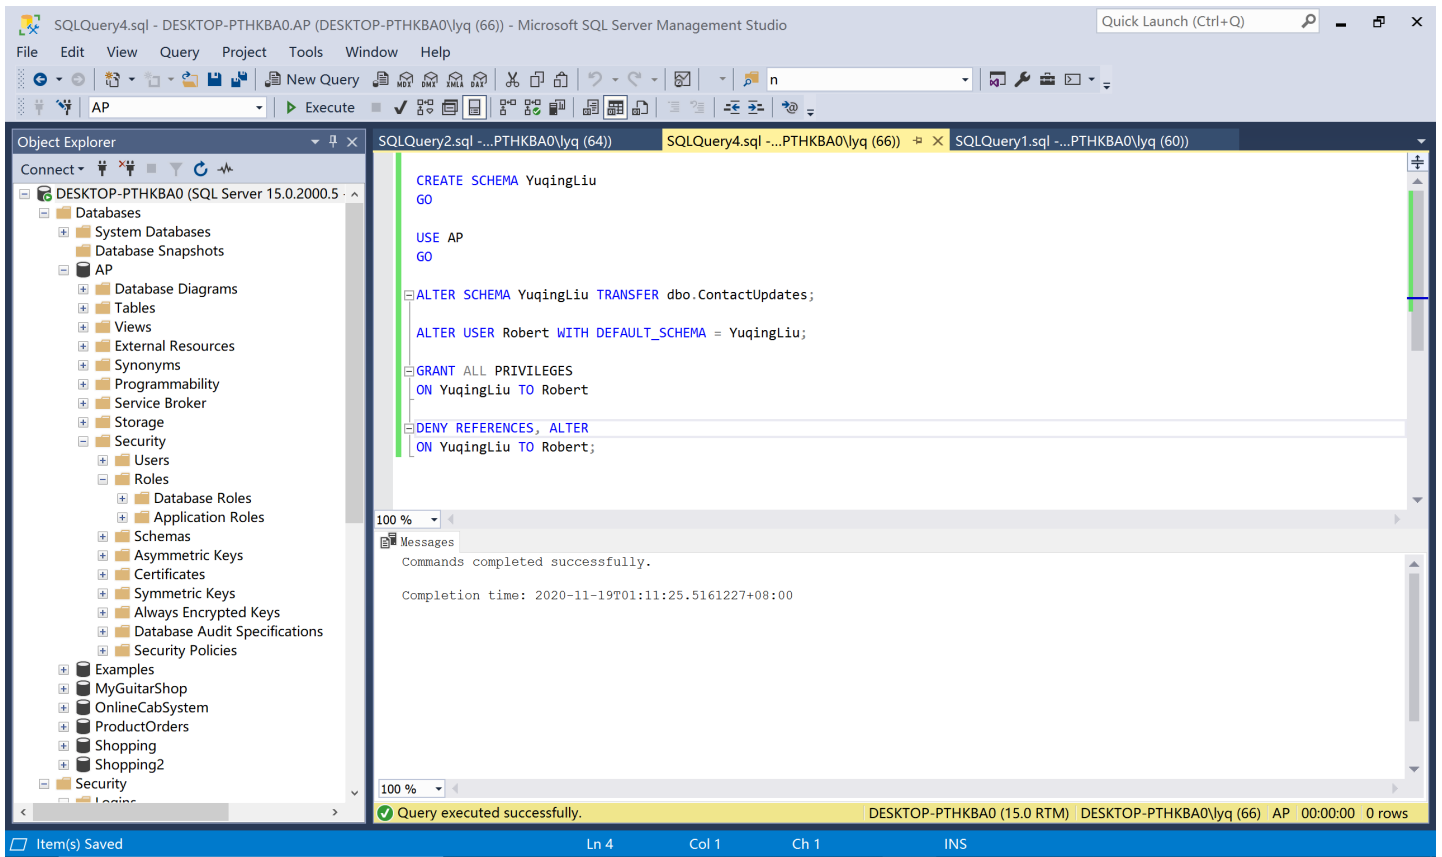 SQLQuery4.sql - DESKTOP-PTHKBA0.AP (DESKTOP-PTHKBA0\lyq (66)) - Microsoft SQL Server Management Studio
Quick Launch (Ctrl+Q)
File Edit View Query Project Tools Window Help
New Query
MDX DMX XMLA DAX
n
AP
Execute
Object Explorer
Connect
DESKTOP-PTHKBA0 (SQL Server 15.0.2000.5 -
Databases
System Databases
Database Snapshots
AP
Database Diagrams
Tables
Views
External Resources
Synonyms
Programmability
Service Broker
Storage
Security
Users
Roles
Database Roles
Application Roles
Schemas
Asymmetric Keys
Certificates
Symmetric Keys
Always Encrypted Keys
Database Audit Specifications
Security Policies
Examples
MyGuitarShop
OnlineCabSystem
ProductOrders
Shopping
Shopping2
Security
Logins
SQLQuery2.sql -...PTHKBA0\lyq (64))
SQLQuery4.sql -...PTHKBA0\lyq (66))
SQLQuery1.sql -...PTHKBA0\lyq (60))
CREATE SCHEMA YuqingLiu
GO
USE AP
GO
ALTER SCHEMA YuqingLiu TRANSFER dbo.ContactUpdates;
ALTER USER Robert WITH DEFAULT_SCHEMA = YuqingLiu;
GRANT ALL PRIVILEGES
ON YuqingLiu TO Robert
DENY REFERENCES, ALTER
ON YuqingLiu TO Robert;
100 %
Messages
Commands completed successfully.
Completion time: 2020-11-19T01:11:25.5161227+08:00
100 %
Query executed successfully.
DESKTOP-PTHKBA0 (15.0 RTM)
DESKTOP-PTHKBA0\lyq (66)
AP
00:00:00
0 rows
Item(s) Saved
Ln 4
Col 1
Ch 1
INS